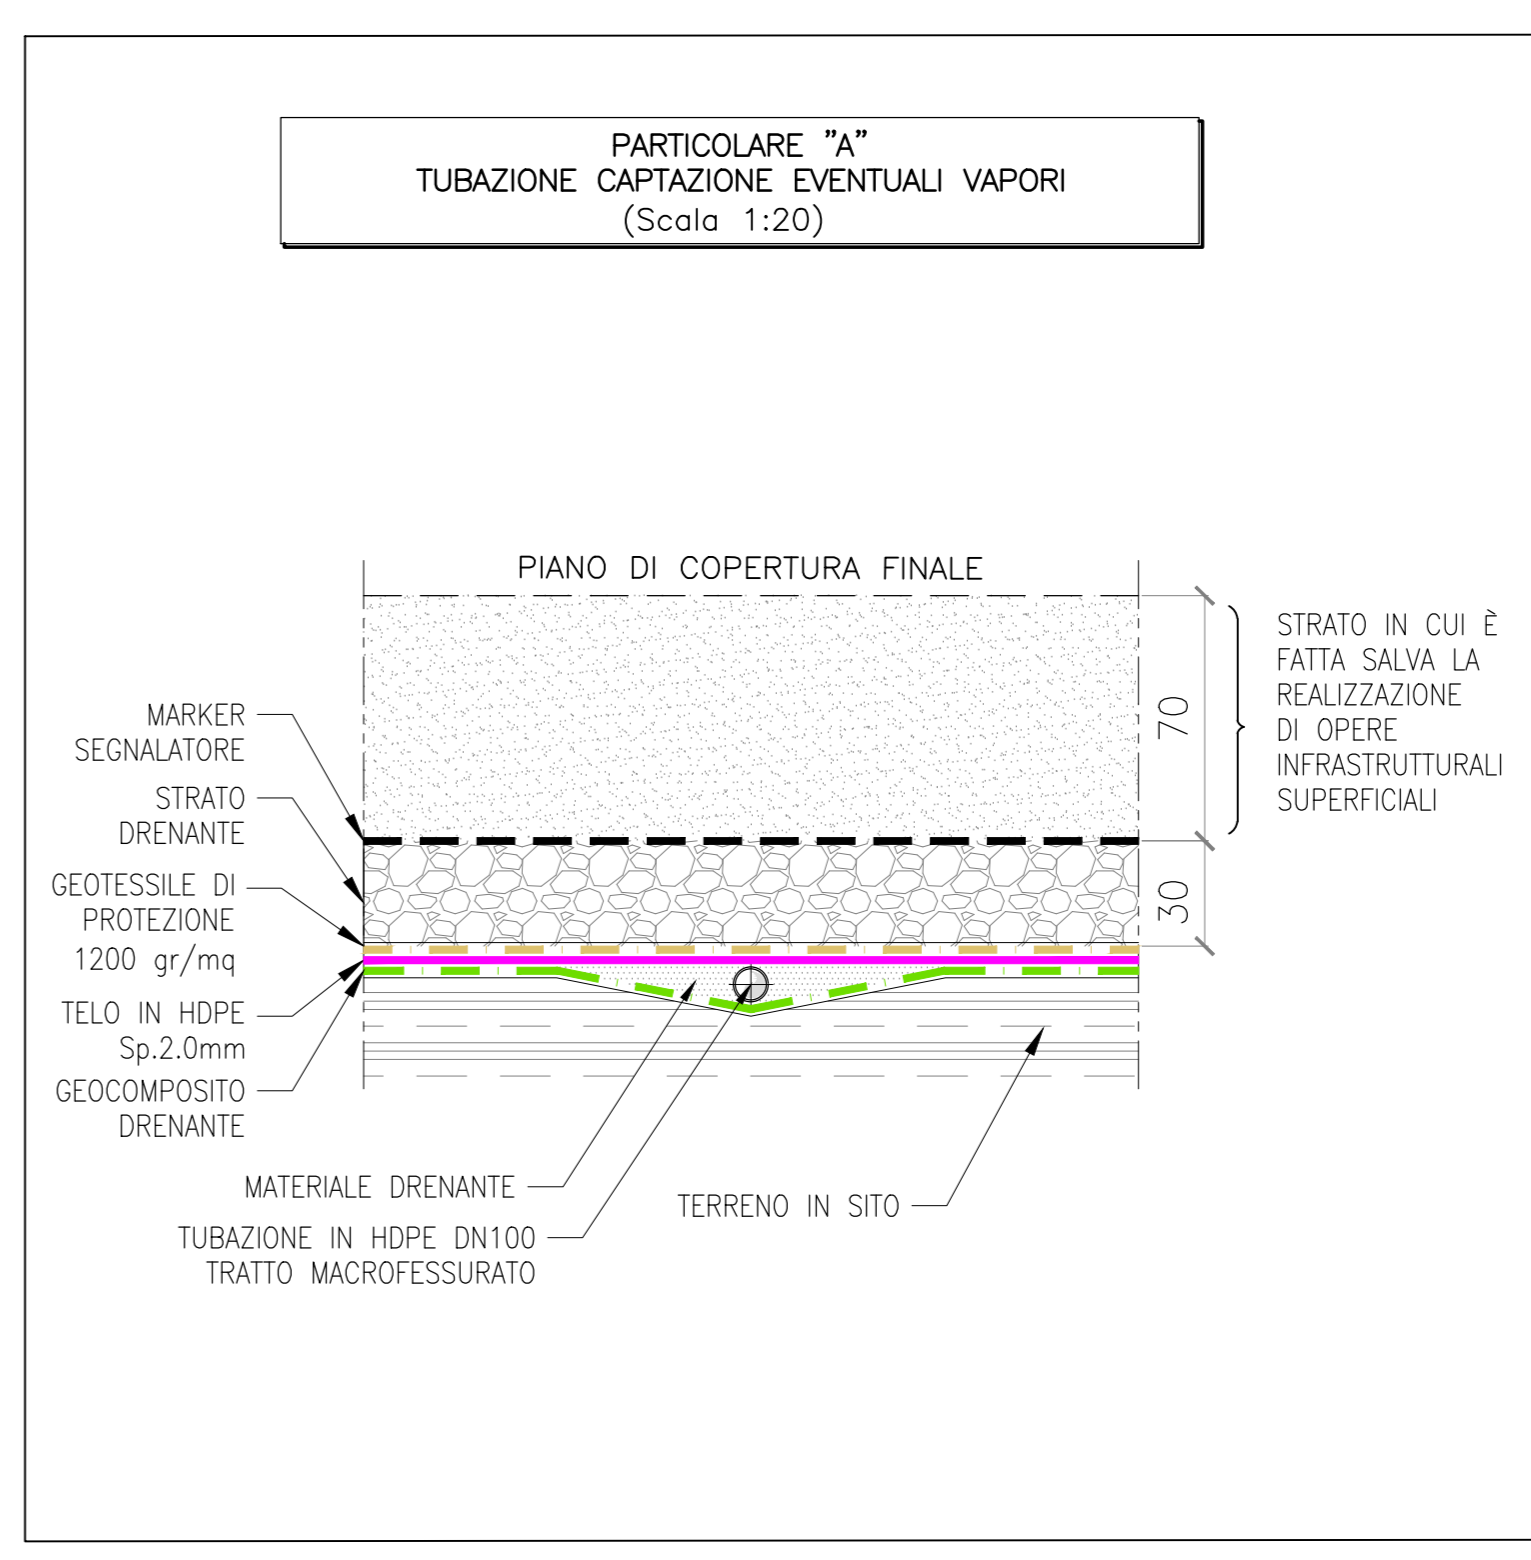 PARTICOLARE ”A”
TUBAZIONE CAPTAZIONE EVENTUALI VAPORI
(Scala 1:20)
PIANO DI COPERTURA FINALE
STRATO IN CUI È
FATTA SALVA LA
REALIZZAZIONE
DI OPERE
INFRASTRUTTURALI
SUPERFICIALI
70
30
MARKER
SEGNALATORE
STRATO
DRENANTE
GEOTESSILE DI
PROTEZIONE
1200 gr/mq
TELO IN HDPE
Sp.2.0mm
GEOCOMPOSITO
DRENANTE
MATERIALE DRENANTE
TUBAZIONE IN HDPE DN100
TRATTO MACROFESSURATO
TERRENO IN SITO